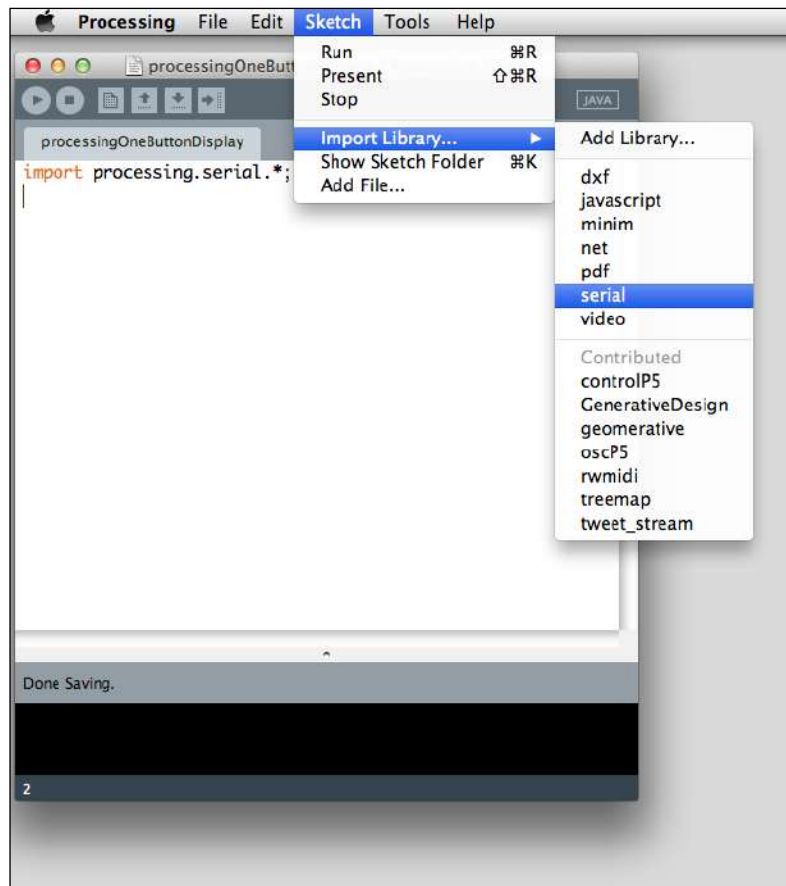 Processing File Edit Sketch Tools Help
processingOneButt
JAVA
processingOneButtonDisplay
import processing.serial.*;
Run ⌘R
Present ⇧⌘R
Stop
Import Library... ▶
Show Sketch Folder ⌘K
Add File...
Add Library...
dxf
javascript
minim
net
pdf
serial
video
Contributed
controlP5
GenerativeDesign
geomerative
oscP5
rwmidi
treemap
tweet_stream
Done Saving.
2